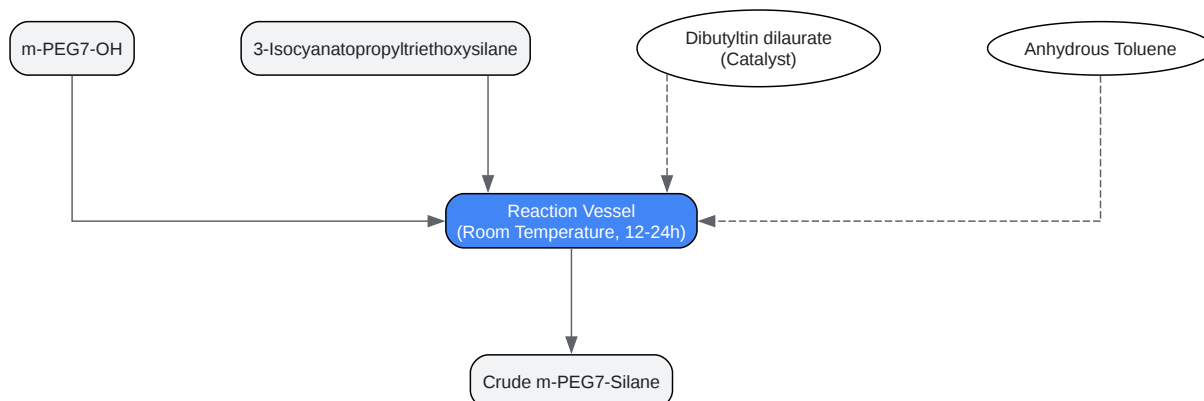 m-PEG7-OH
3-Isocyanatopropyltriethoxysilane
Dibutyltin dilaurate
(Catalyst)
Anhydrous Toluene
Reaction Vessel
(Room Temperature, 12-24h)
Crude m-PEG7-Silane